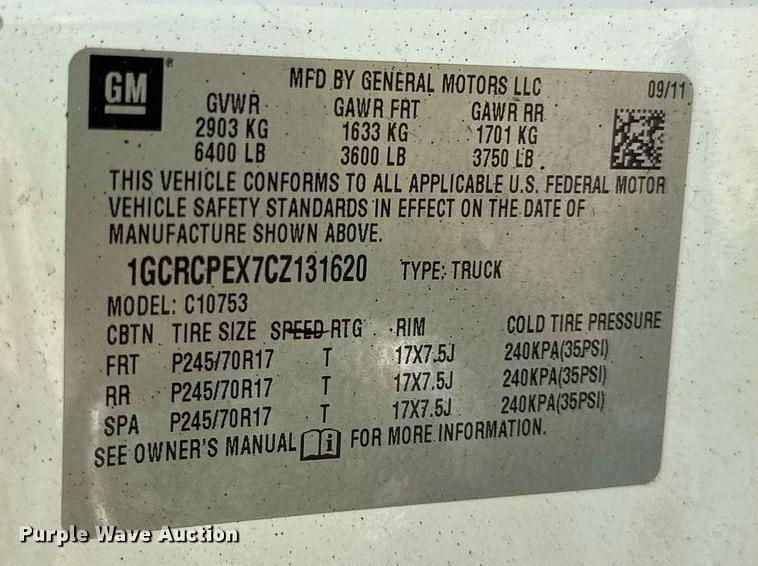 GM
MFD BY GENERAL MOTORS LLC 09/11
GVWR GAWR FRT GAWR RR
2903 KG 1633 KG 1701 KG
6400 LB 3600 LB 3750 LB
THIS VEHICLE CONFORMS TO ALL APPLICABLE U.S. FEDERAL MOTOR
VEHICLE SAFETY STANDARDS IN EFFECT ON THE DATE OF
MANUFACTURE SHOWN ABOVE.
1GCRCPEX7CZ131620 TYPE: TRUCK
MODEL: C10753
CBTN TIRE SIZE SPEED RTG RIM COLD TIRE PRESSURE
FRT P245/70R17 T 17X7.5J 240KPA(35PSI)
RR P245/70R17 T 17X7.5J 240KPA(35PSI)
SPA P245/70R17 T 17X7.5J 240KPA(35PSI)
SEE OWNER'S MANUAL i FOR MORE INFORMATION.
Purple Wave Auction